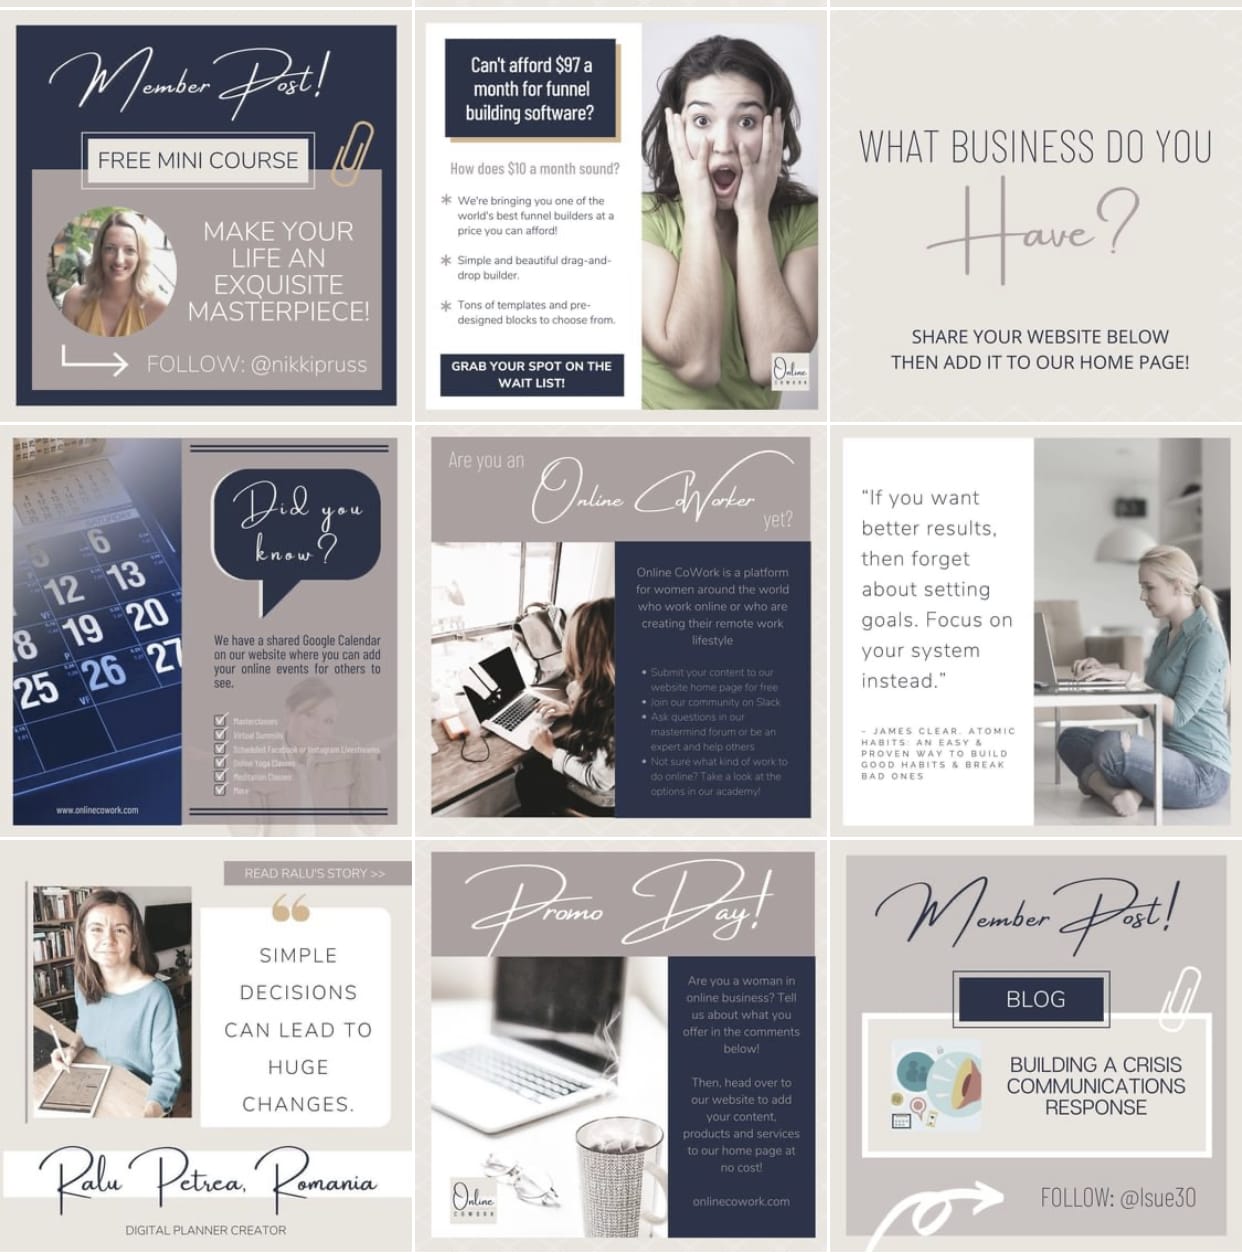 Member Post!
FREE MINI COURSE
MAKE YOUR
LIFE AN
EXQUISITE
MASTERPIECE!
FOLLOW: @nikkipruss
Can't afford $97 a
month for funnel
building software?
How does $10 a month sound?
We're bringing you one of the
world's best funnel builders at a
price you can afford!
Simple and beautiful drag-and-
drop builder.
Tons of templates and pre-
designed blocks to choose from.
GRAB YOUR SPOT ON THE
WAIT LIST!
Online
COWORK
WHAT BUSINESS DO YOU
Have?
SHARE YOUR WEBSITE BELOW
THEN ADD IT TO OUR HOME PAGE!
SATURDAY
5 6
12 13
18 19 20
25 26 27
www.onlinecowork.com
Did you
know?
We have a shared Google Calendar
on our website where you can add
your online events for others to
see.
Masterclasses
Virtual Summits
Scheduled Facebook or Instagram Livestreams
Online Yoga Classes
Meditation Classes
More
Are you an
Online CoWorker
yet?
Online CoWork is a platform
for women around the world
who work online or who are
creating their remote work
lifestyle
Submit your content to our
website home page for free
Join our community on Slack
Ask questions in our
mastermind forum or be an
expert and help others
Not sure what kind of work to
do online? Take a look at the
options in our academy!
"If you want
better results,
then forget
about setting
goals. Focus on
your system
instead."
- JAMES CLEAR. ATOMIC
HABITS: AN EASY &
PROVEN WAY TO BUILD
GOOD HABITS & BREAK
BAD ONES
READ RALU'S STORY >>
SIMPLE
DECISIONS
CAN LEAD TO
HUGE
CHANGES.
Ralu Petrea, Romania
DIGITAL PLANNER CREATOR
Promo Day!
Are you a woman in
online business? Tell
us about what you
offer in the comments
below!
Then, head over to
our website to add
your content,
products and services
to our home page at
no cost!
onlinecowork.com
Online
COWORK
Member Post!
BLOG
BUILDING A CRISIS
COMMUNICATIONS
RESPONSE
FOLLOW: @lsue30